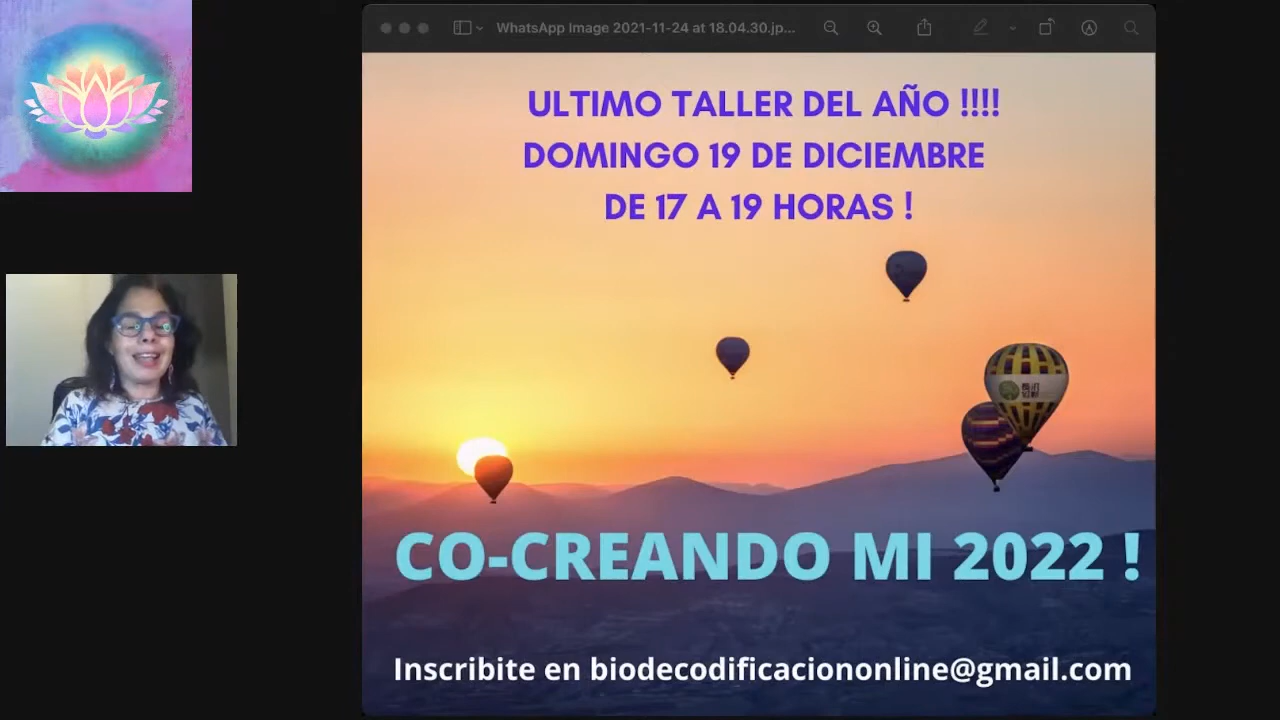 WhatsApp Image 2021-11-24 at 18.04.30.jp...
ULTIMO TALLER DEL AÑO !!!!
DOMINGO 19 DE DICIEMBRE
DE 17 A 19 HORAS !
CO-CREANDO MI 2022 !
Inscribite en biodecodificaciononline@gmail.com